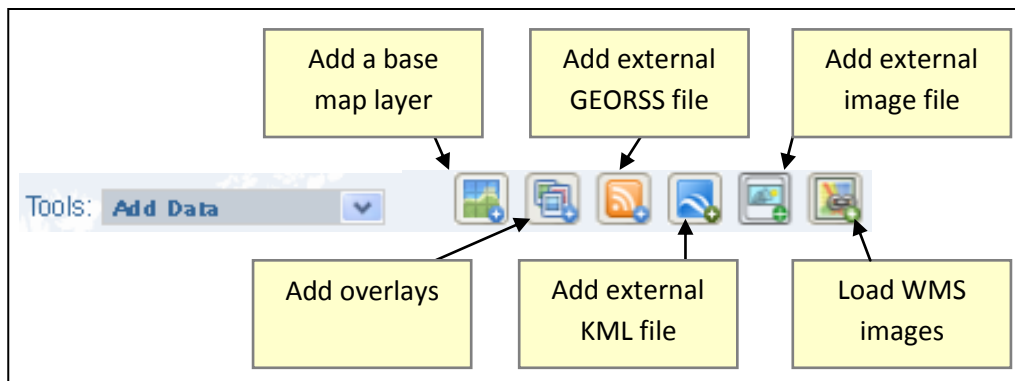 Add a base
map layer
Add external
GEORSS file
Add external
image file
Tools: Add Data
Add overlays
Add external
KML file
Load WMS
images